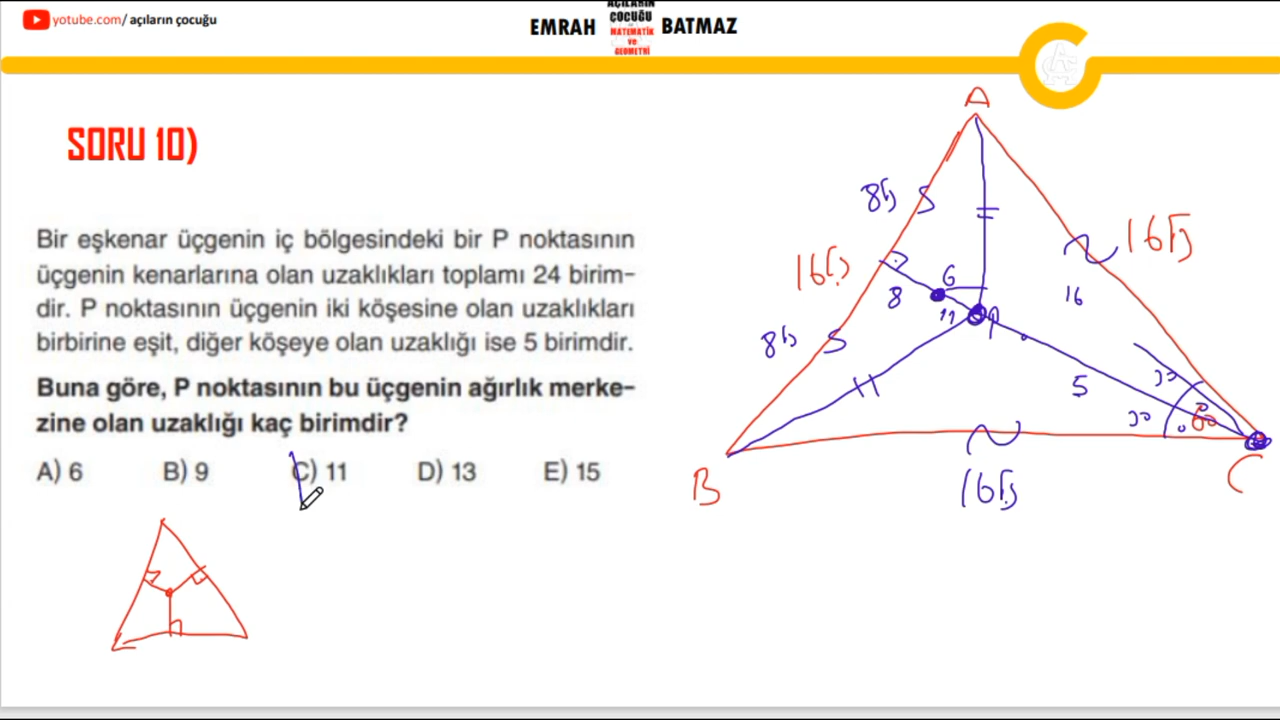 yotube.com/ açıların çocuğu
EMRAH
AÇILARIN
ÇOCUĞU
MATEMATİK
ve
GEOMETRİ
BATMAZ
SORU 10)
Bir eşkenar üçgenin iç bölgesindeki bir P noktasının
üçgenin kenarlarına olan uzaklıkları toplamı 24 birim-
dir. P noktasının üçgenin iki köşesine olan uzaklıkları
birbirine eşit, diğer köşeye olan uzaklığı ise 5 birimdir.
Buna göre, P noktasının bu üçgenin ağırlık merke-
zine olan uzaklığı kaç birimdir?
A) 6 B) 9 C) 11 D) 13 E) 15
A
8√3
16√3
16√3
6
8
16
11
P
8√3
5
30
30
60
B
16√3
C